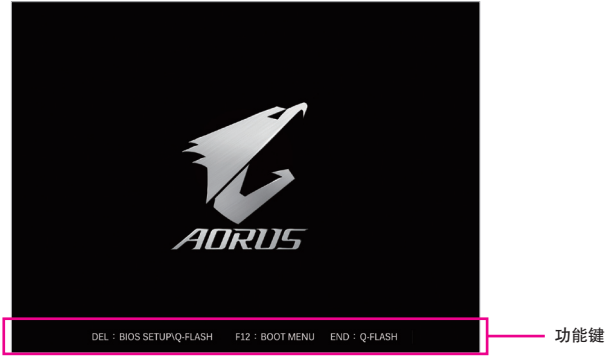 AORUS
DEL：BIOS SETUP\Q-FLASH F12：BOOT MENU END：Q-FLASH
功能键